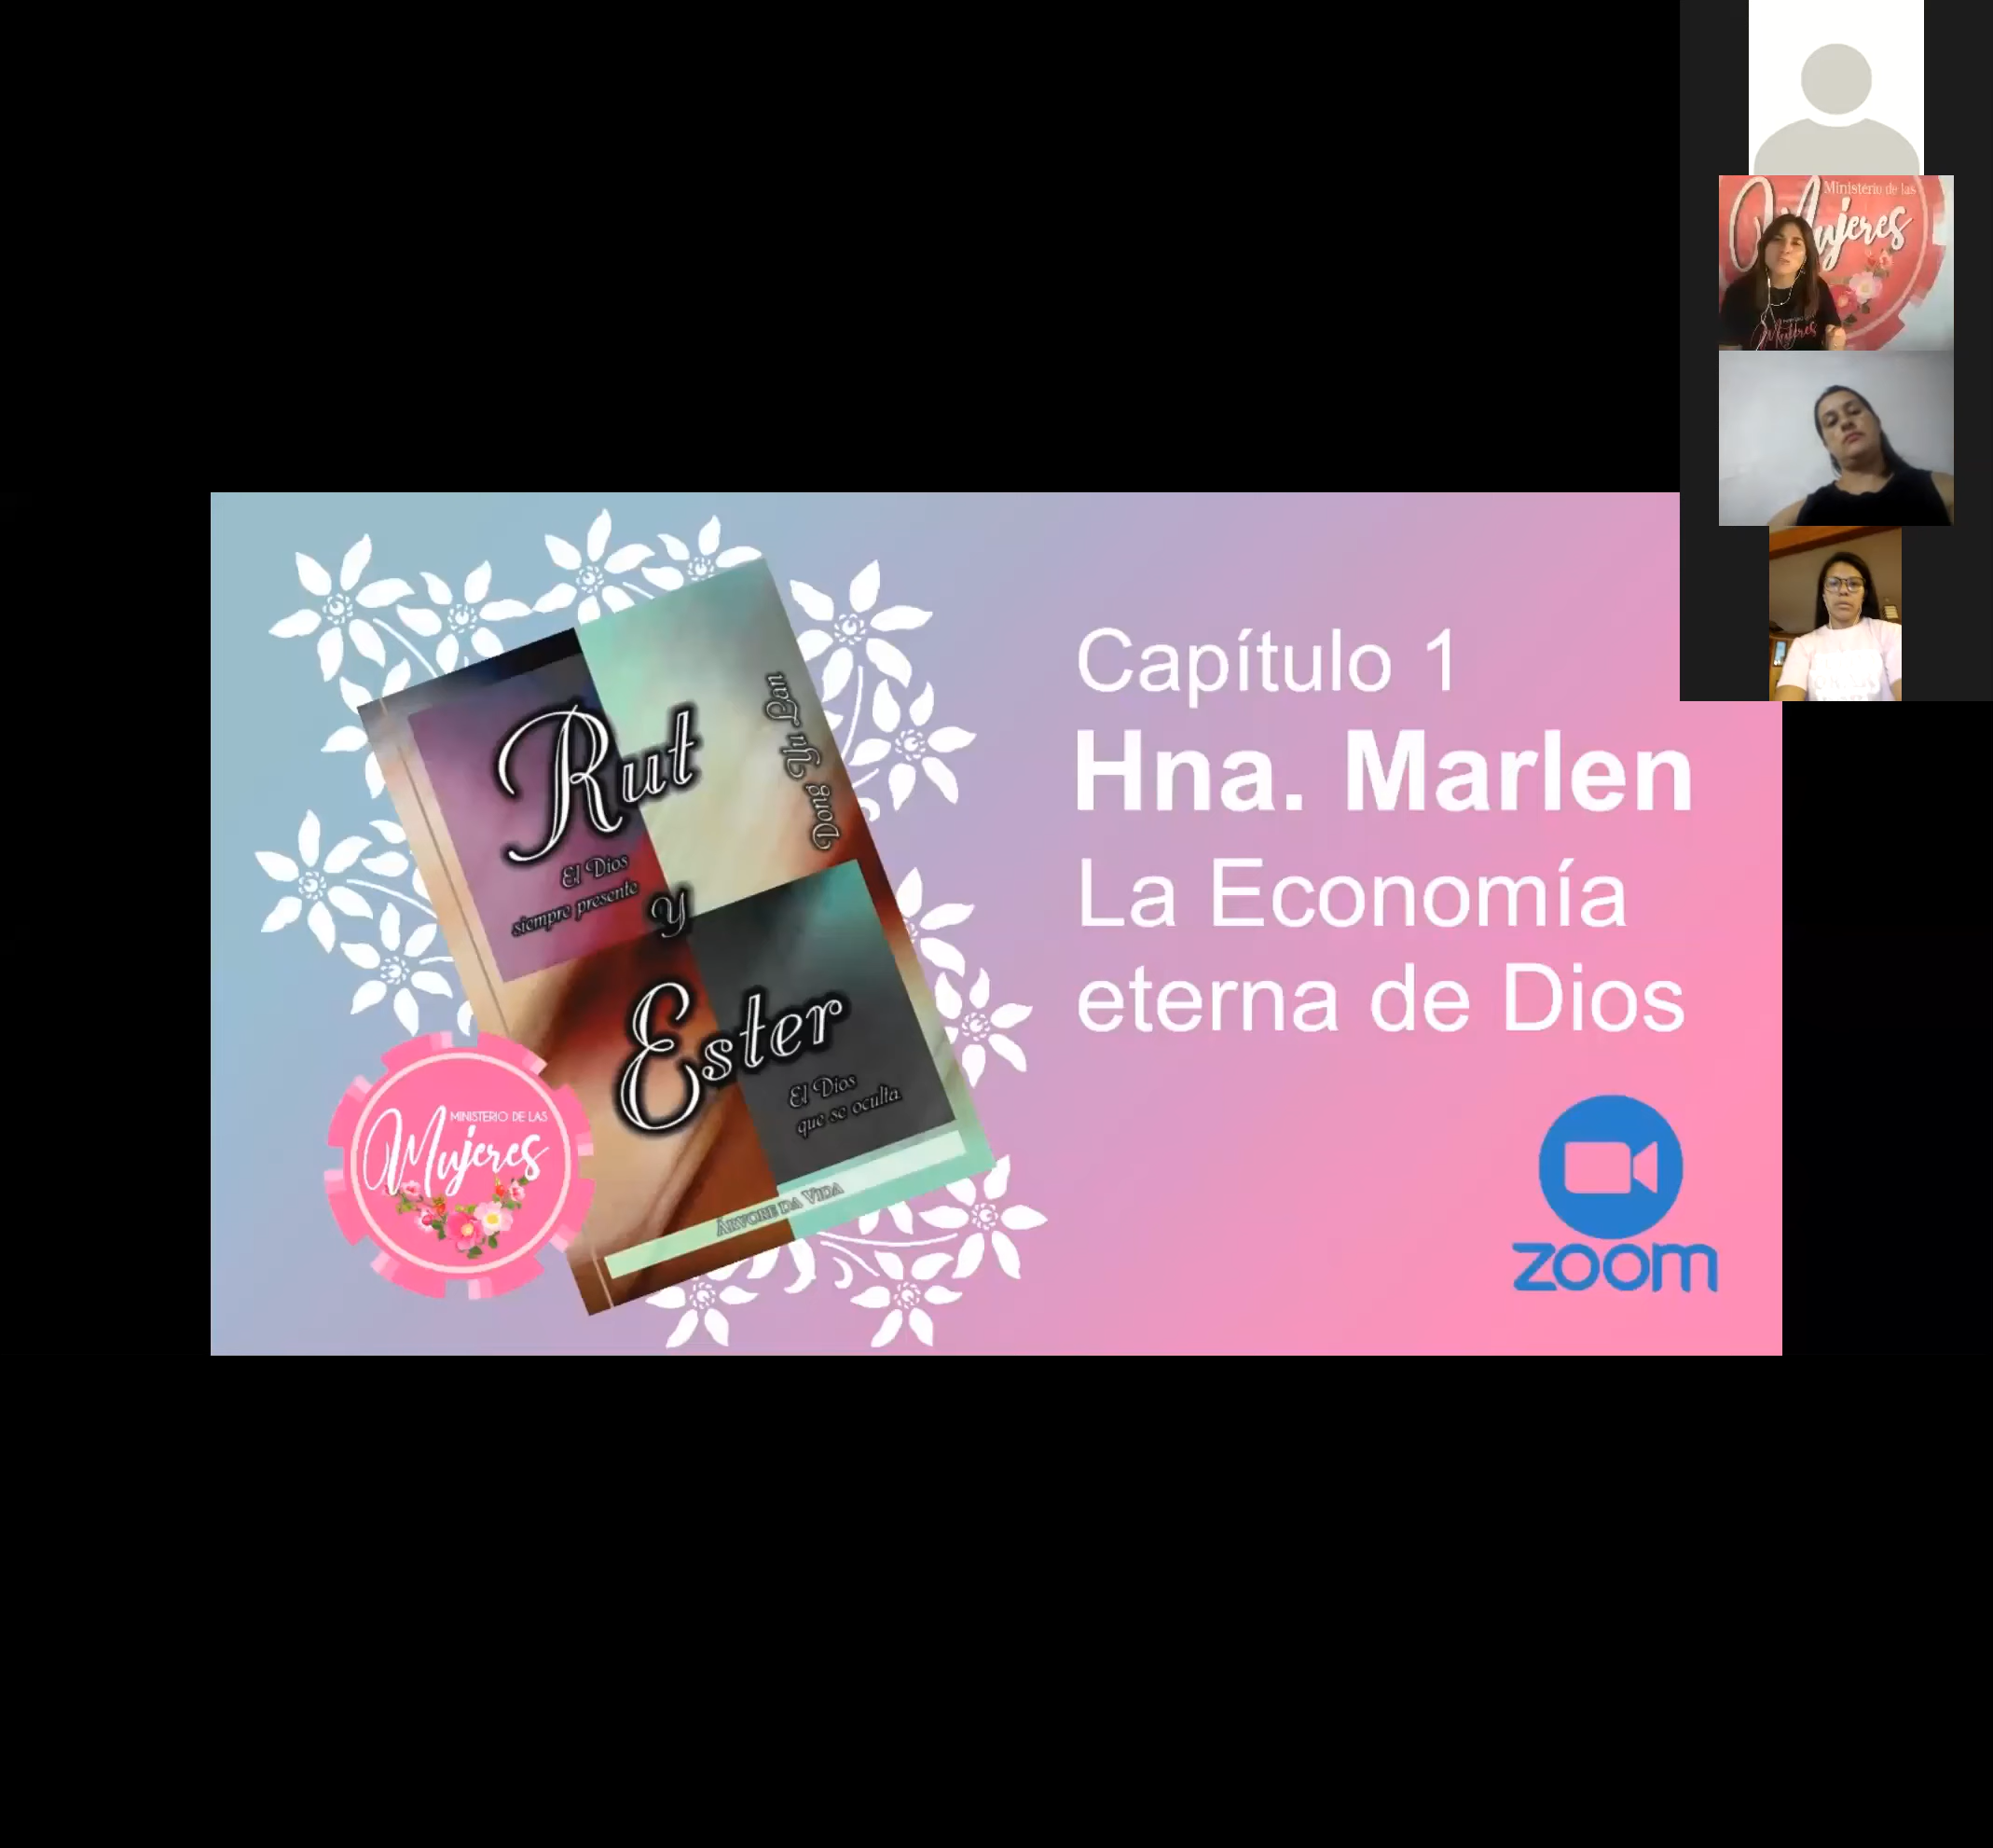 Ministerio de las
Mujeres
Mujeres
Capítulo 1
Hna. Marlen
La Economía
eterna de Dios
Rut
El Dios
siempre presente
Dong Yu Lan
y
Ester
El Dios
que se oculta
ÁRVORE DA VIDA
MINISTERIO DE LAS
Mujeres
zoom